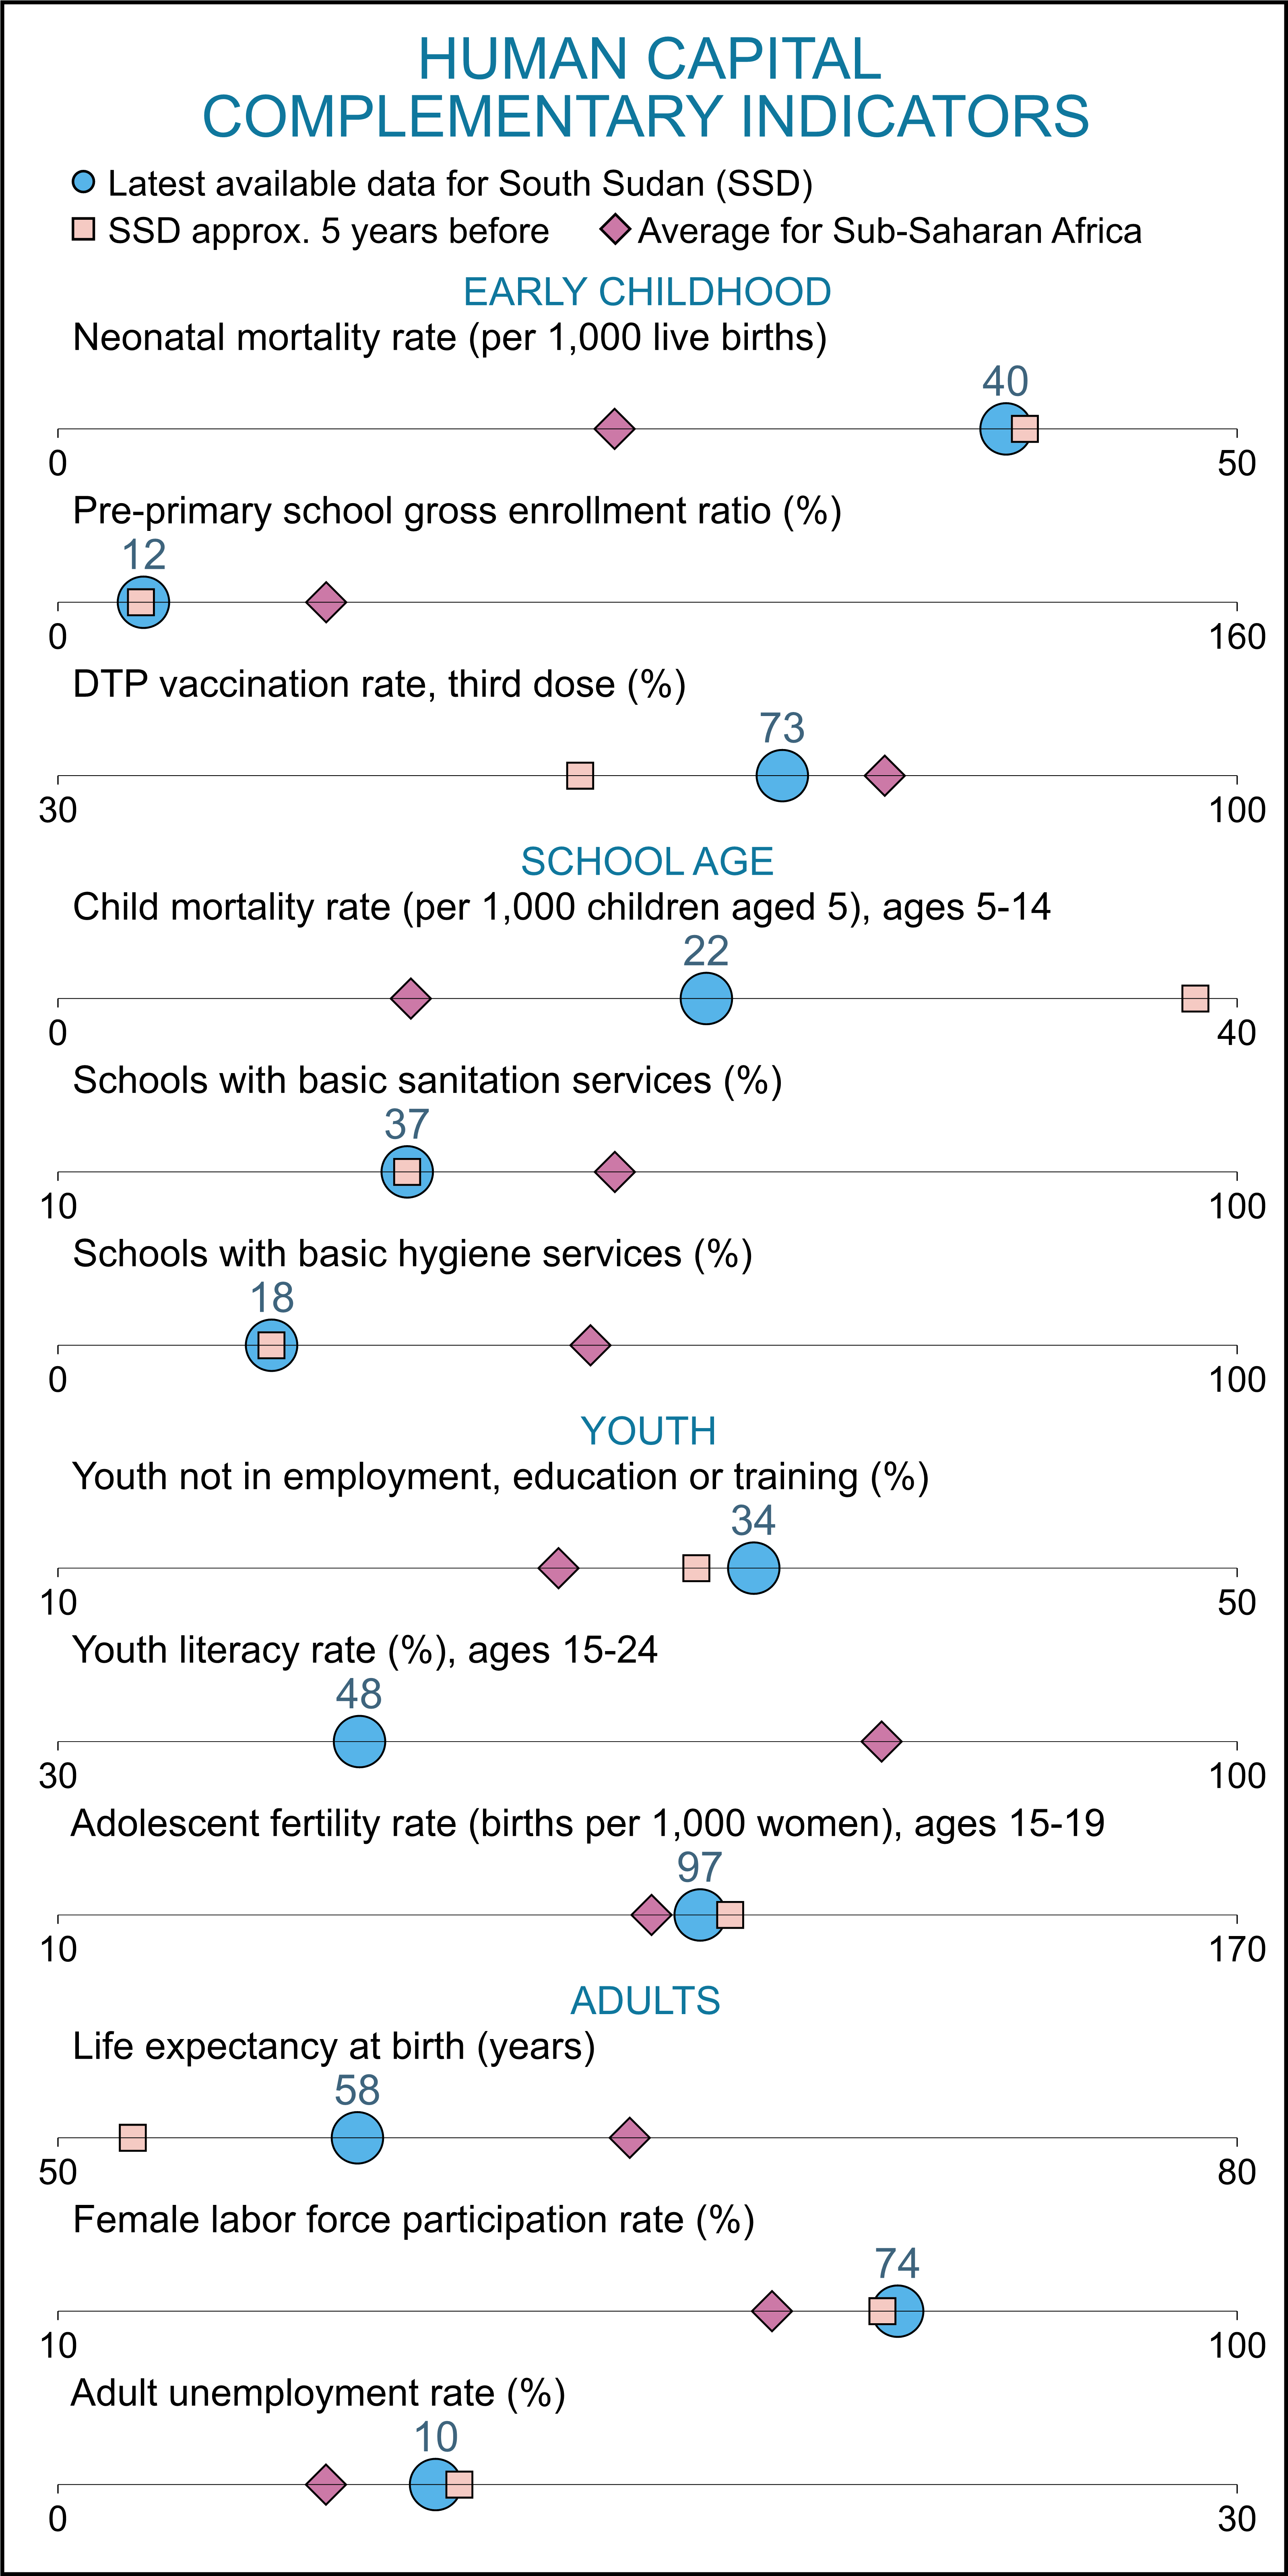 HUMAN CAPITAL
COMPLEMENTARY INDICATORS
Latest available data for South Sudan (SSD)
SSD approx. 5 years before Average for Sub-Saharan Africa
EARLY CHILDHOOD
Neonatal mortality rate (per 1,000 live births)
40
0 50
Pre-primary school gross enrollment ratio (%)
12
0 160
DTP vaccination rate, third dose (%)
73
30 100
SCHOOL AGE
Child mortality rate (per 1,000 children aged 5), ages 5-14
22
0 40
Schools with basic sanitation services (%)
37
10 100
Schools with basic hygiene services (%)
18
0 100
YOUTH
Youth not in employment, education or training (%)
34
10 50
Youth literacy rate (%), ages 15-24
48
30 100
Adolescent fertility rate (births per 1,000 women), ages 15-19
97
10 170
ADULTS
Life expectancy at birth (years)
58
50 80
Female labor force participation rate (%)
74
10 100
Adult unemployment rate (%)
10
0 30